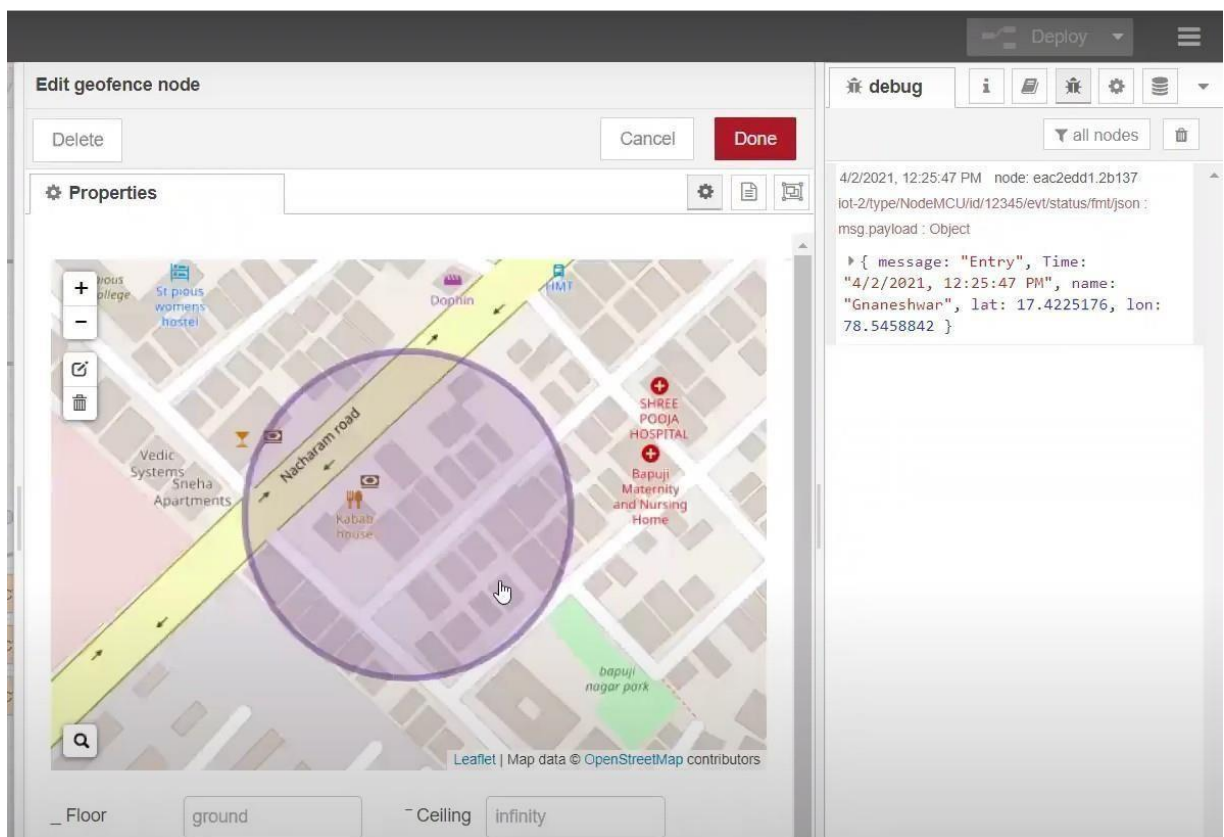 Deploy
Edit geofence node
Delete
Cancel
Done
Properties
+
−
St pious
womens
hostel
Dophin
HMT
Nacharam road
Vedic
Systems
Sneha
Apartments
Kabab
House
SHREE
POOJA
HOSPITAL
Bapuji
Maternity
and Nursing
Home
bapuji
nagar park
Leaflet | Map data © OpenStreetMap contributors
_ Floor
ground
‾ Ceiling
infinity
debug
i
all nodes
4/2/2021, 12:25:47 PM node: eac2edd1.2b137
iot-2/type/NodeMCU/id/12345/evt/status/fmt/json :
msg.payload : Object
{ message: "Entry", Time:
"4/2/2021, 12:25:47 PM", name:
"Gnaneshwar", lat: 17.4225176, lon:
78.5458842 }